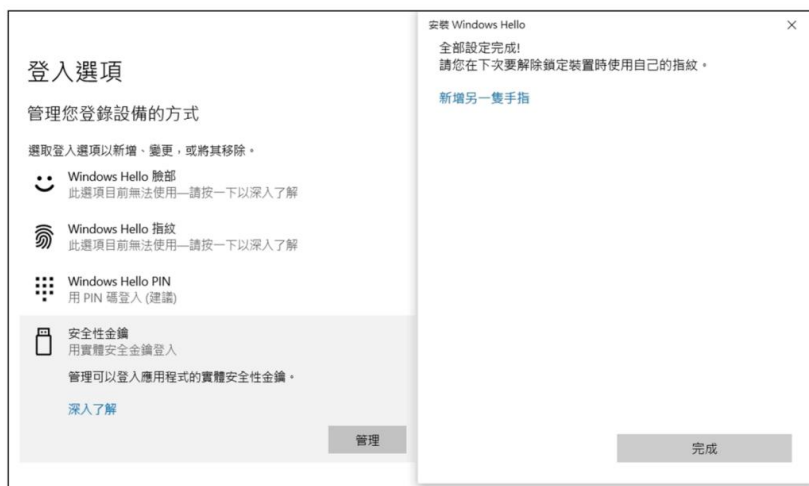 登入選項
管理您登錄設備的方式
選取登入選項以新增、變更，或將其移除。
Windows Hello 臉部
此選項目前無法使用—請按一下以深入了解
Windows Hello 指紋
此選項目前無法使用—請按一下以深入了解
Windows Hello PIN
用 PIN 碼登入 (建議)
安全性金鑰
用實體安全金鑰登入
管理可以登入應用程式的實體安全性金鑰。
深入了解
管理
安裝 Windows Hello
全部設定完成!
請您在下次要解除鎖定裝置時使用自己的指紋。
新增另一隻手指
完成